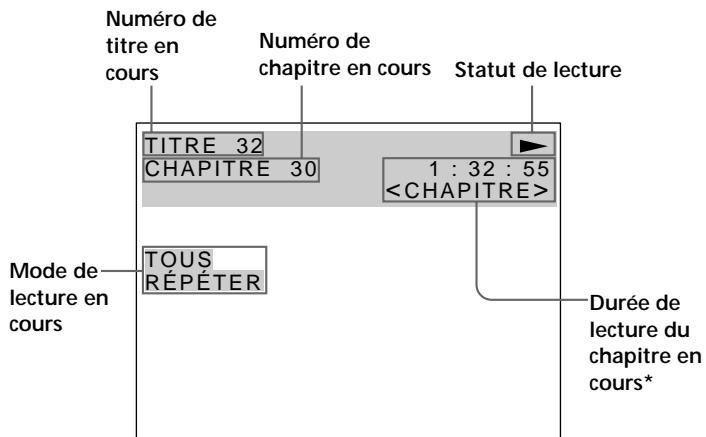 Numéro de
titre en
cours
Numéro de
chapitre en cours
Statut de lecture
TITRE 32
CHAPITRE 30
1 : 32 : 55
<CHAPITRE>
TOUS
RÉPÉTER
Mode de
lecture en
cours
Durée de
lecture du
chapitre en
cours*